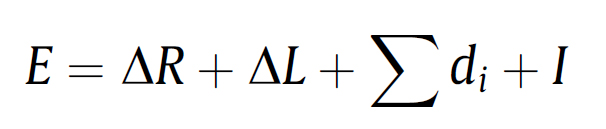 E = ΔR + ΔL + ∑ dᵢ + I